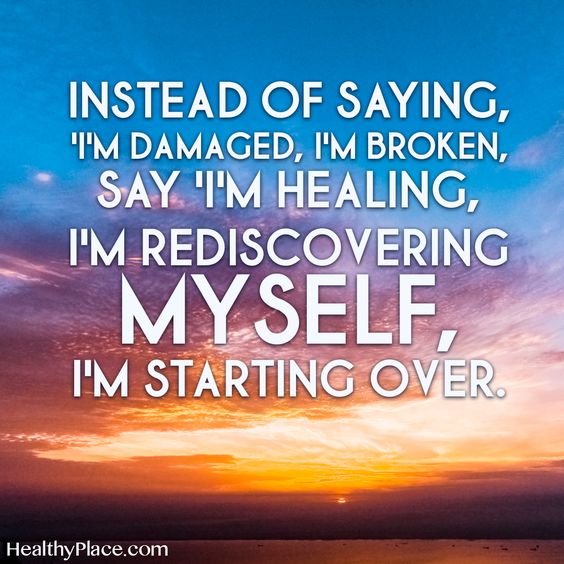 INSTEAD OF SAYING,
'I'M DAMAGED, I'M BROKEN,
SAY 'I'M HEALING,
I'M REDISCOVERING
MYSELF,
I'M STARTING OVER.
HealthyPlace.com